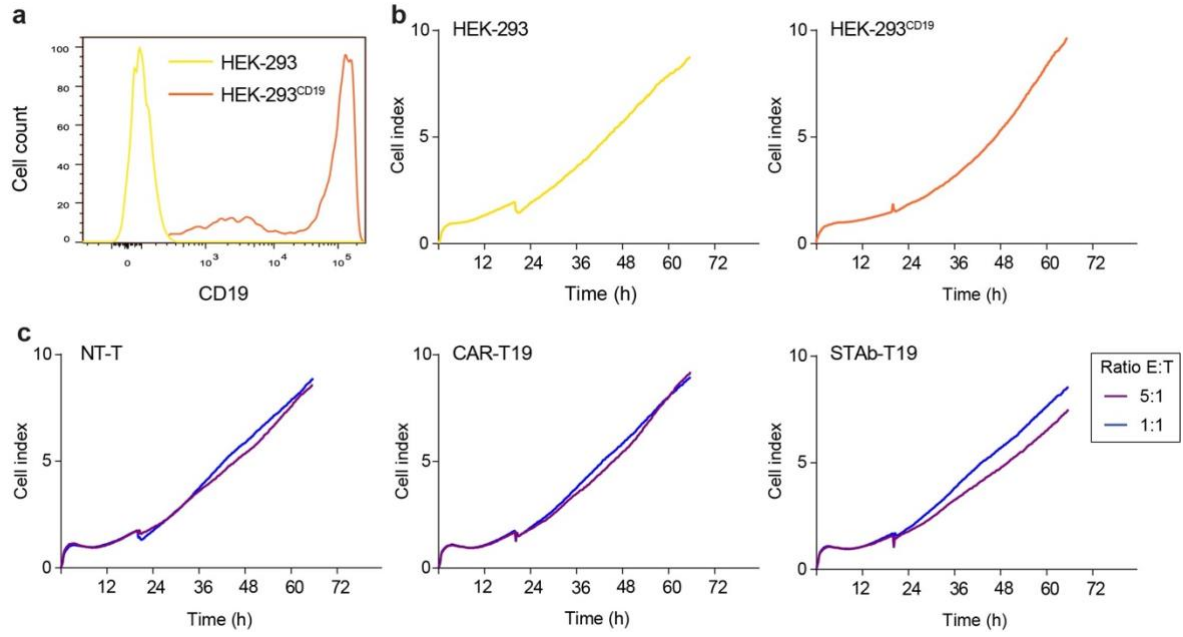 a
100
80
60
40
20
0
Cell count
HEK-293
HEK-293CD19
0 10³ 10⁴ 10⁵
CD19
b
HEK-293
10
5
0
Cell index
12 24 36 48 60 72
Time (h)
HEK-293CD19
10
5
0
Cell index
12 24 36 48 60 72
Time (h)
c
NT-T
10
5
0
Cell index
12 24 36 48 60 72
Time (h)
CAR-T19
10
5
0
Cell index
12 24 36 48 60 72
Time (h)
STAb-T19
10
5
0
Cell index
12 24 36 48 60 72
Time (h)
Ratio E:T
5:1
1:1